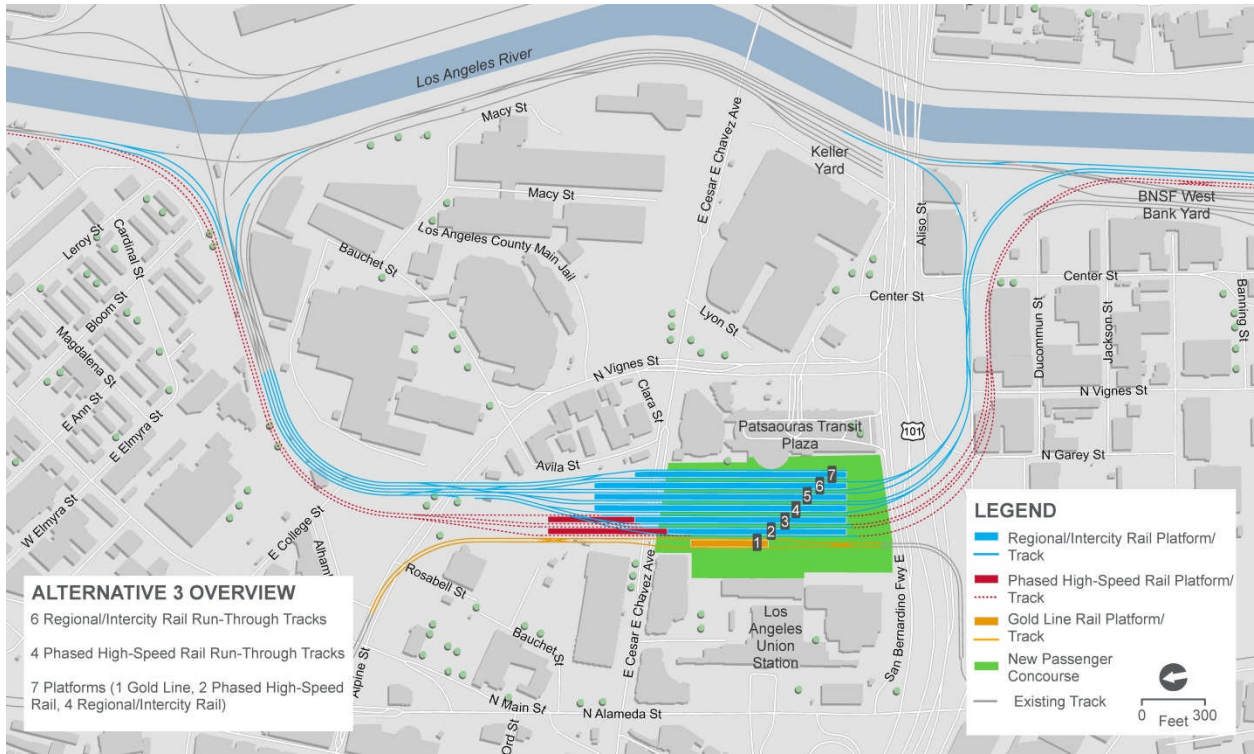 Los Angeles River
Macy St
Keller
Yard
E Cesar E Chavez Ave
BNSF West
Bank Yard
Macy St
Aliso St
Leroy St
Cardinal St
Los Angeles County Main Jail
Bauchet St
Center St
Center St
Banning St
Bloom St
Lyon St
Magdalena St
Ducommun St
Jackson St
N Vignes St
Clara St
N Vignes St
E Ann St
E Elmyra St
Patsaouras Transit
Plaza
101
N Garey St
Avila St
7
6
5
4
3
2
1
W Elmyra St
E College St
Alham
Rosabell St
Bauchet St
E Cesar E Chavez Ave
Los
Angeles
Union
Station
San Bernardino Fwy E
Alpine St
N Main St
N Alameda St
Ord St
ALTERNATIVE 3 OVERVIEW
6 Regional/Intercity Rail Run-Through Tracks
4 Phased High-Speed Rail Run-Through Tracks
7 Platforms (1 Gold Line, 2 Phased High-Speed
Rail, 4 Regional/Intercity Rail)
LEGEND
Regional/Intercity Rail Platform/
Track
Phased High-Speed Rail Platform/
Track
Gold Line Rail Platform/
Track
New Passenger
Concourse
Existing Track
0 300
Feet